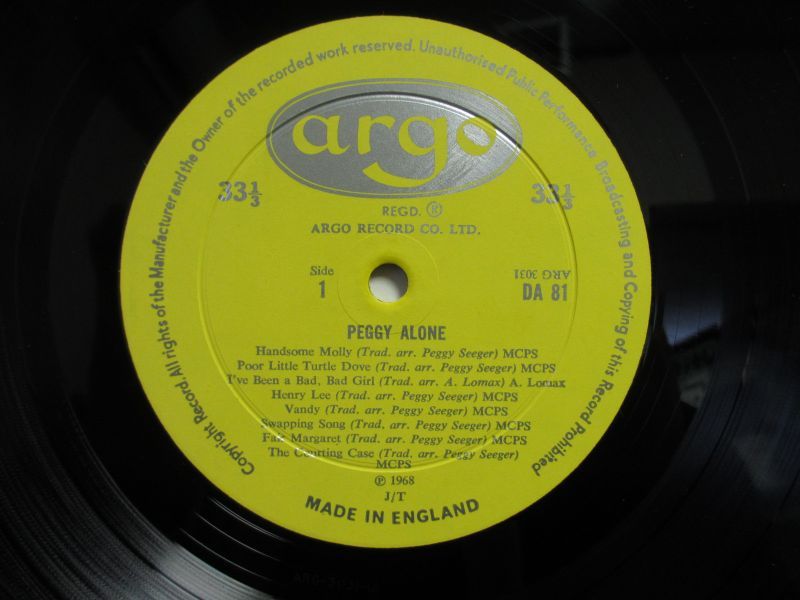 Copyright Record All rights of the Manufacturer and the Owner of the recorded work reserved. Unauthorised Public Performance Broadcasting and Copying of this Record Prohibited
argo
33⅓ 33⅓
REGD. ®
ARGO RECORD CO. LTD.
Side
1
ARG 3031
DA 81
PEGGY ALONE
Handsome Molly (Trad. arr. Peggy Seeger) MCPS
Poor Little Turtle Dove (Trad. arr. Peggy Seeger) MCPS
I've Been a Bad, Bad Girl (Trad. arr. A. Lomax) A. Lomax
Henry Lee (Trad. arr. Peggy Seeger) MCPS
Vandy (Trad. arr. Peggy Seeger) MCPS
Swapping Song (Trad. arr. Peggy Seeger) MCPS
Fair Margaret (Trad. arr. Peggy Seeger) MCPS
The Courting Case (Trad. arr. Peggy Seeger)
MCPS
℗ 1968
J/T
MADE IN ENGLAND